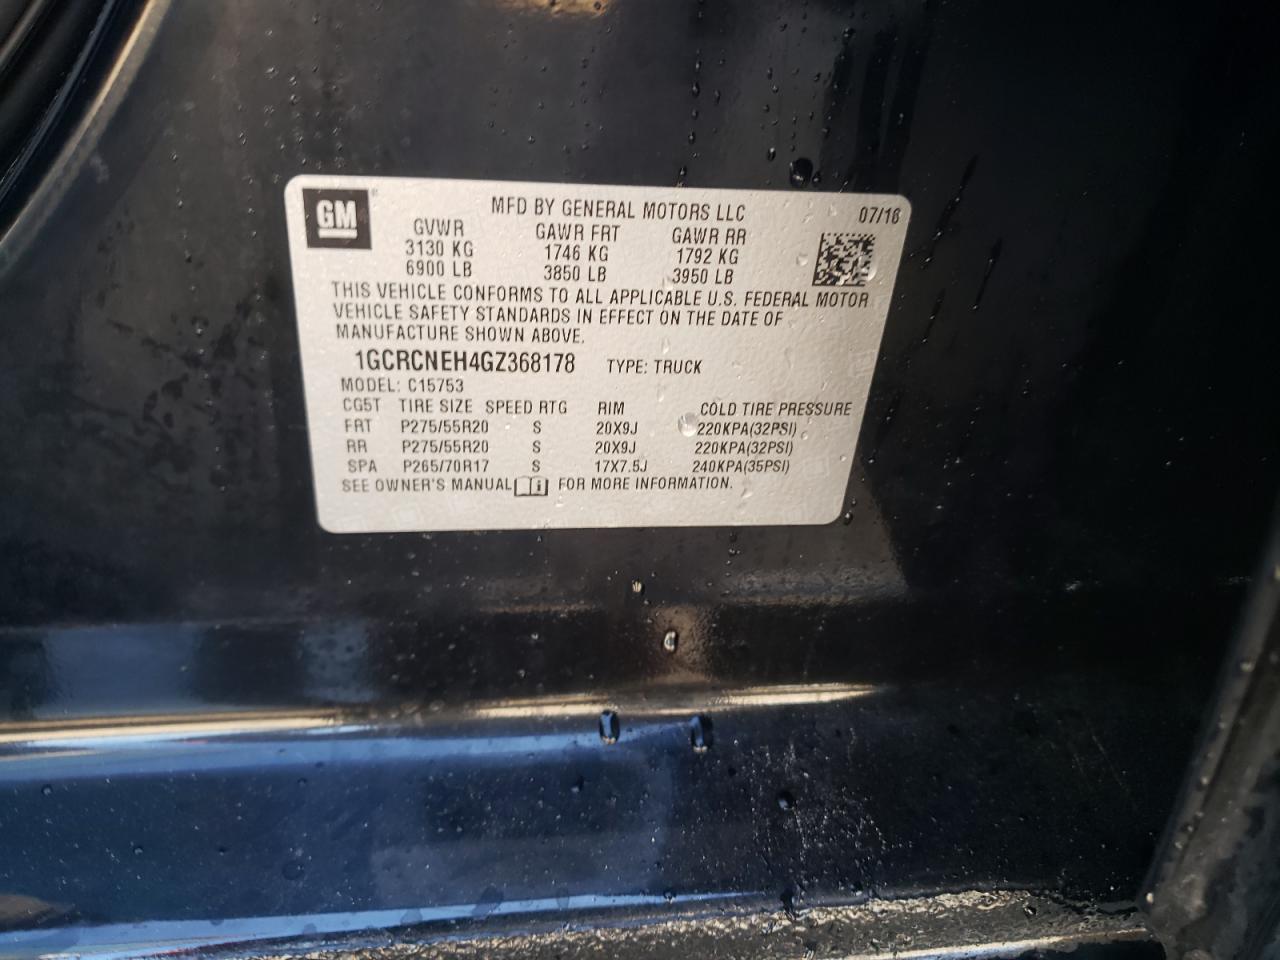 GM
MFD BY GENERAL MOTORS LLC 07/16
GVWR GAWR FRT GAWR RR
3130 KG 1746 KG 1792 KG
6900 LB 3850 LB 3950 LB
THIS VEHICLE CONFORMS TO ALL APPLICABLE U.S. FEDERAL MOTOR
VEHICLE SAFETY STANDARDS IN EFFECT ON THE DATE OF
MANUFACTURE SHOWN ABOVE.
1GCRCNEH4GZ368178 TYPE: TRUCK
MODEL: C15753
CG5T TIRE SIZE SPEED RTG RIM COLD TIRE PRESSURE
FRT P275/55R20 S 20X9J 220KPA(32PSI)
RR P275/55R20 S 20X9J 220KPA(32PSI)
SPA P265/70R17 S 17X7.5J 240KPA(35PSI)
SEE OWNER'S MANUAL FOR MORE INFORMATION.